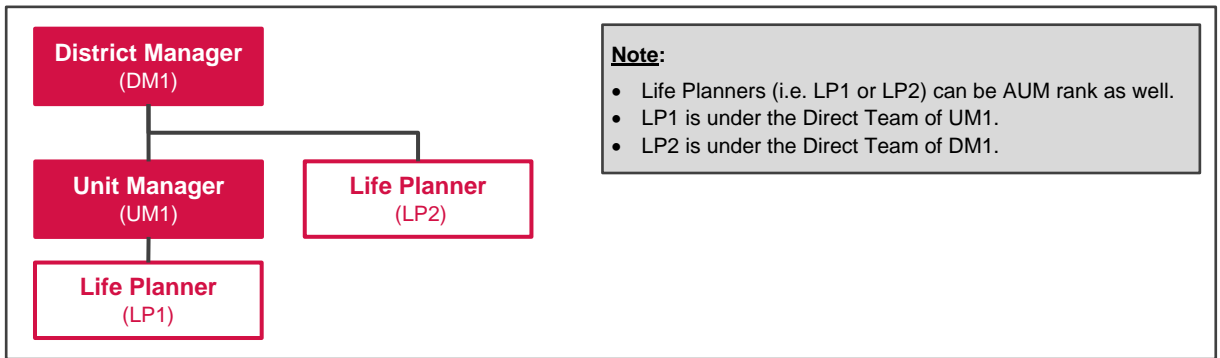 District Manager
(DM1)
Note:
• Life Planners (i.e. LP1 or LP2) can be AUM rank as well.
• LP1 is under the Direct Team of UM1.
• LP2 is under the Direct Team of DM1.
Unit Manager
(UM1)
Life Planner
(LP2)
Life Planner
(LP1)